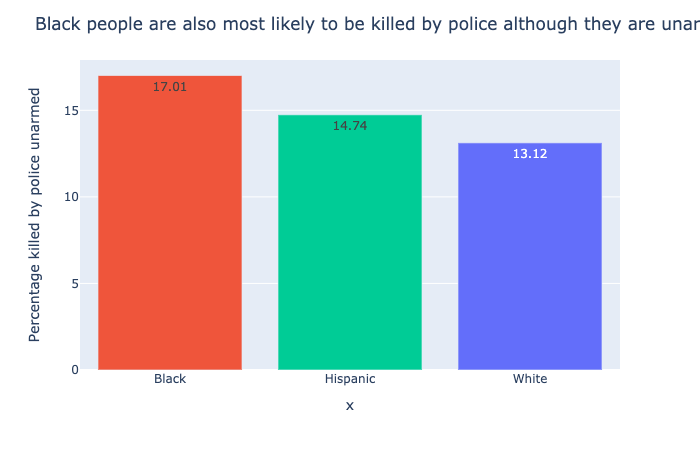 Black people are also most likely to be killed by police although they are
Percentage killed by police unarmed
15
10
5
0
17.01
14.74
13.12
Black
Hispanic
White
x